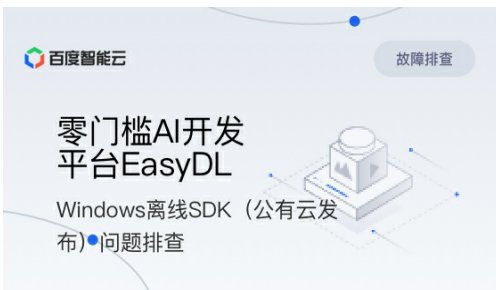 百度智能云
故障排查
零门槛AI开发
平台EasyDL
Windows离线SDK（公有云发
布）问题排查